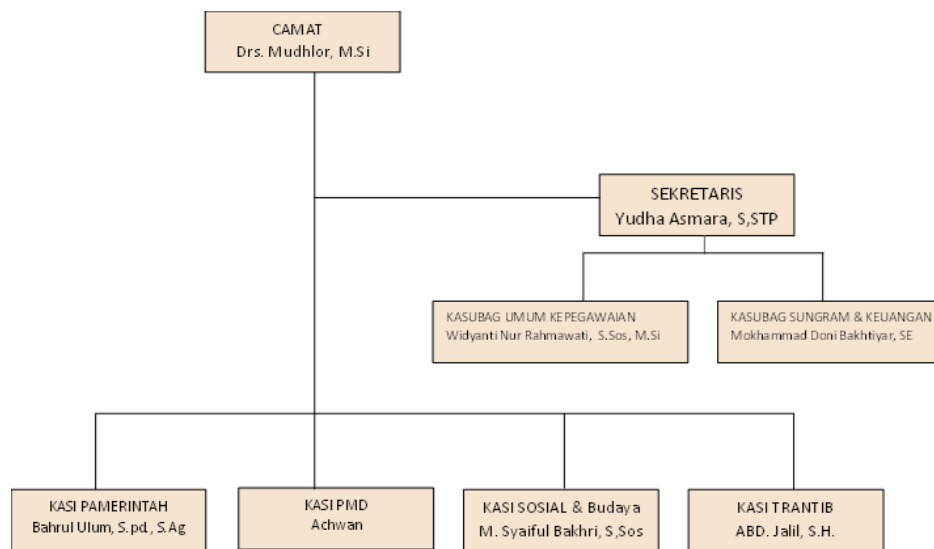 CAMAT
Drs. Mudhlor, M.Si
SEKRETARIS
Yudha Asmara, S,STP
KASUBAG UMUM KEPEGAWAIAN
Widyanti Nur Rahmawati, S.Sos, M.Si
KASUBAG SUNGRAM & KEUANGAN
Mokhammad Doni Bakhtiyar, SE
KASI PAMERINTAH
Bahrul Ulum, S.pd., S.Ag
KASI PMD
Achwan
KASI SOSIAL & Budaya
M. Syaiful Bakhri, S,Sos
KASI TRANTIB
ABD. Jalil, S.H.